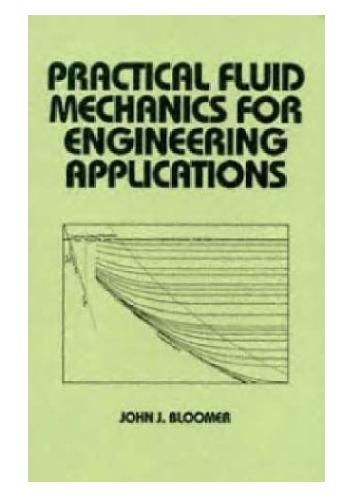 PRACTICAL FLUID
MECHANICS FOR
ENGINEERING
APPLICATIONS
JOHN J. BLOOMER